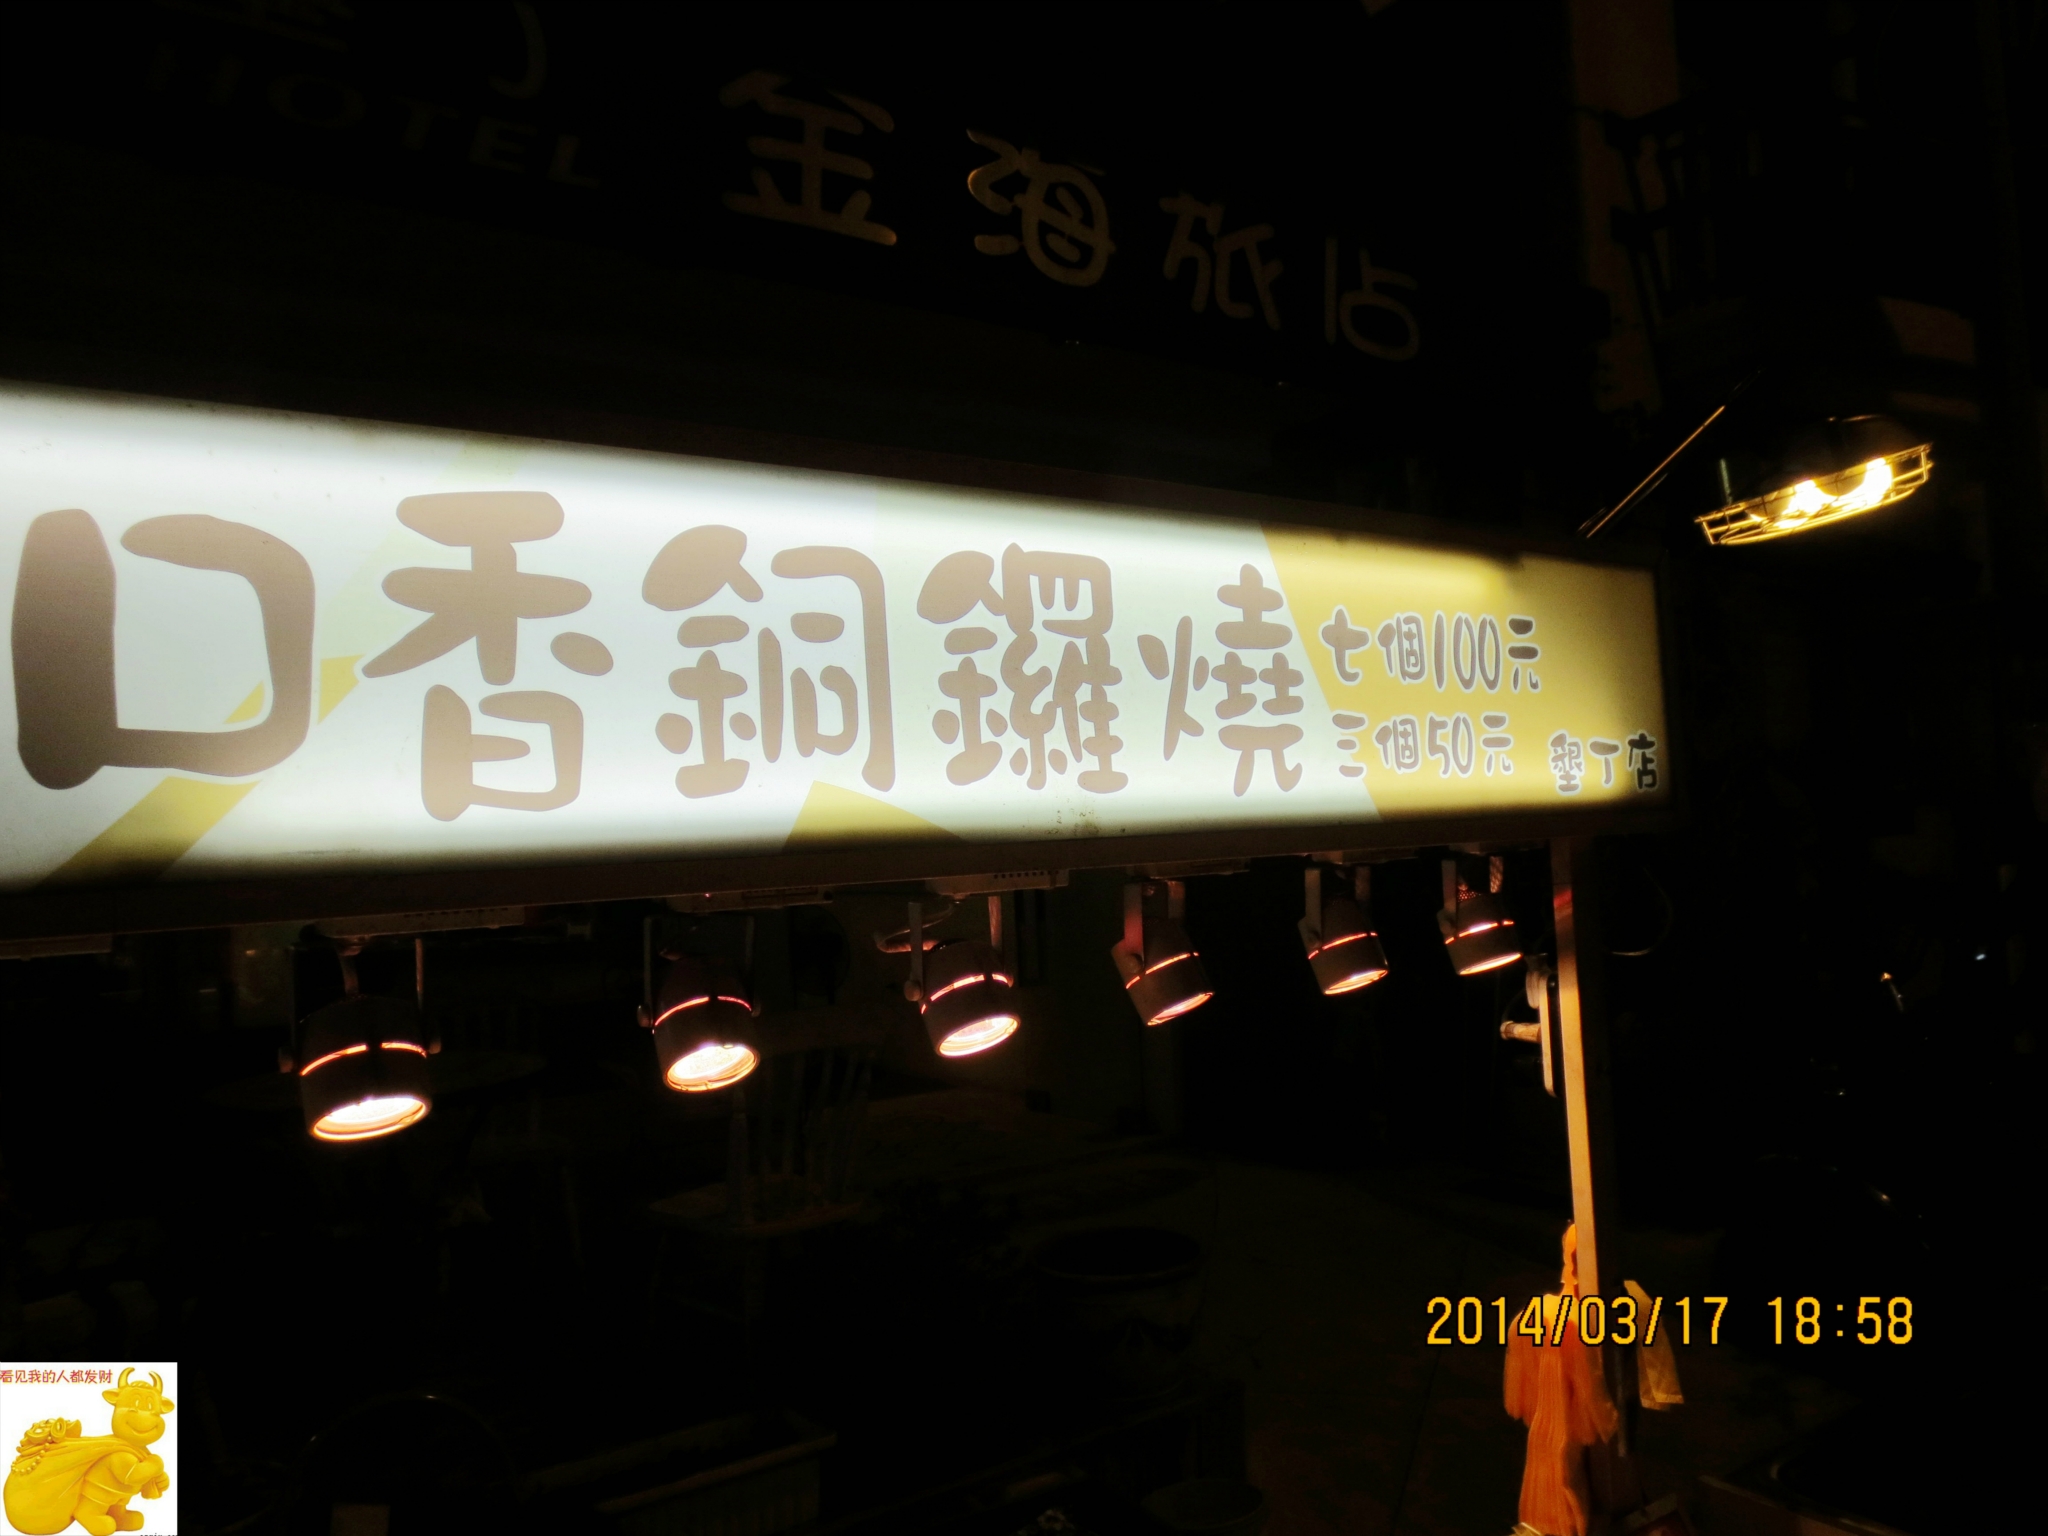 HOTEL
金海旅店
口香銅鑼燒
七個100元
三個50元
墾丁店
2014/03/17 18:58
看见我的人都发财